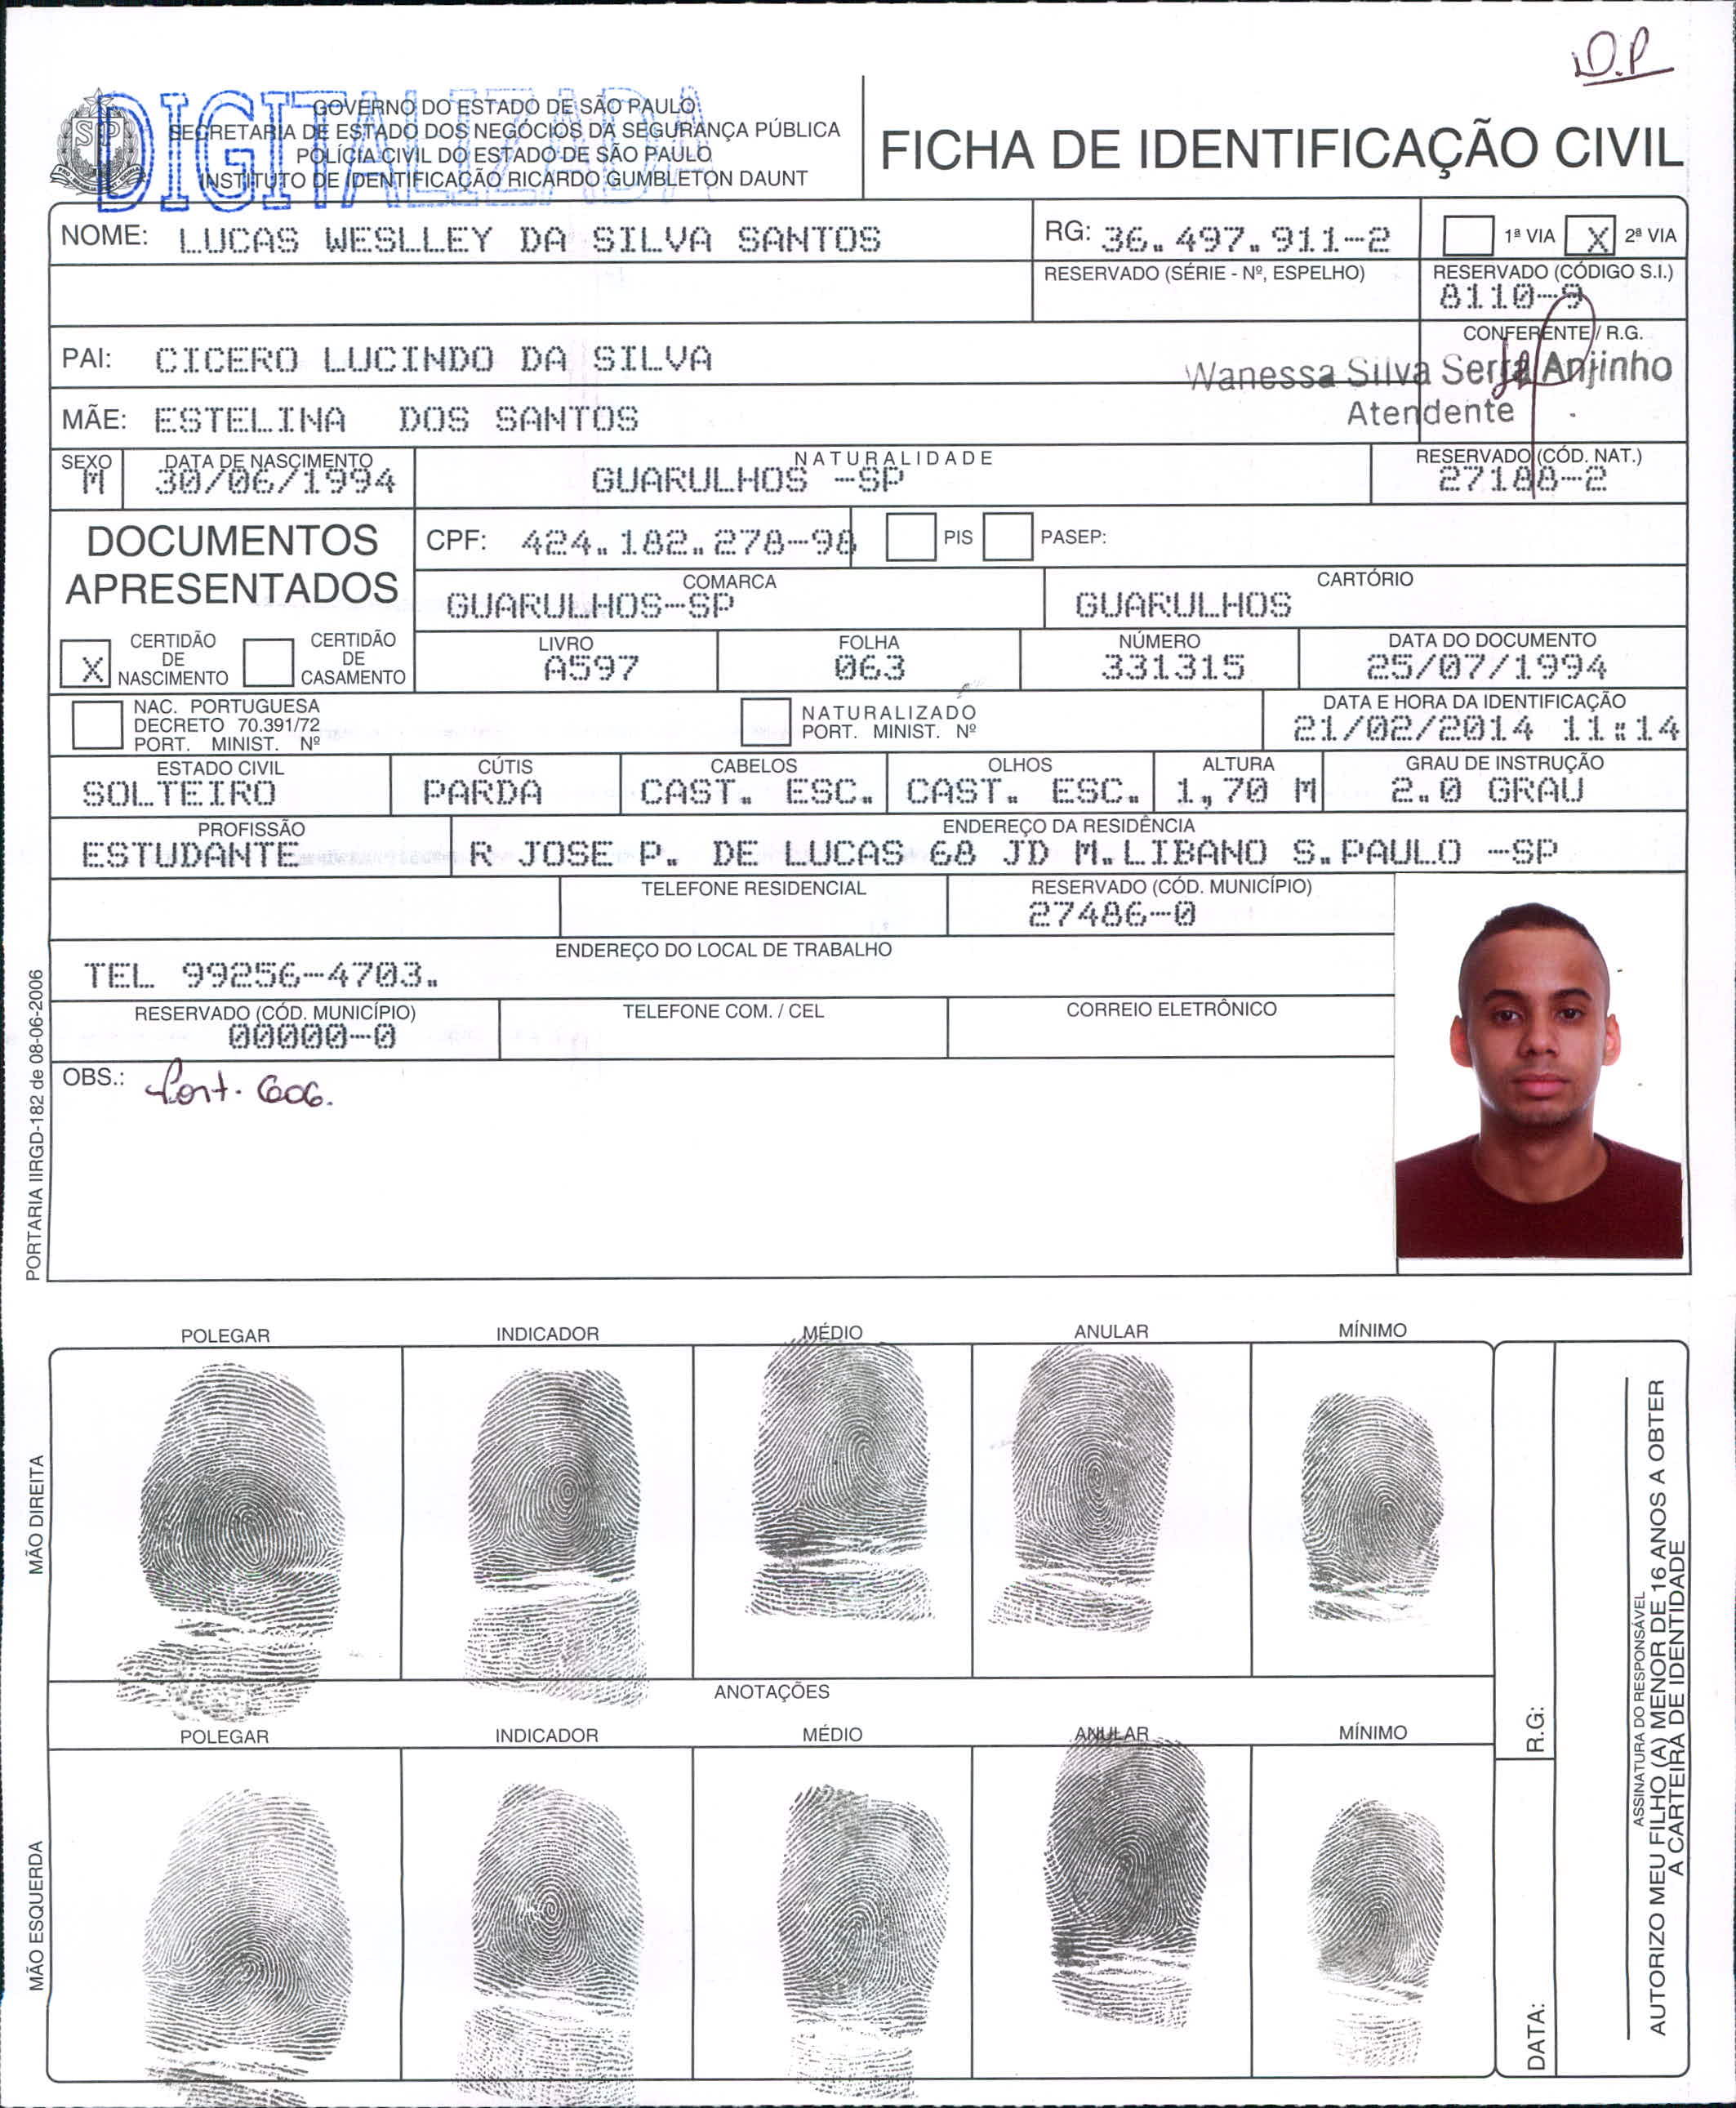 D.P
DIGITALIZADA
GOVERNO DO ESTADO DE SÃO PAULO
SECRETARIA DE ESTADO DOS NEGÓCIOS DA SEGURANÇA PÚBLICA
POLÍCIA CIVIL DO ESTADO DE SÃO PAULO
INSTITUTO DE IDENTIFICAÇÃO RICARDO GUMBLETON DAUNT
FICHA DE IDENTIFICAÇÃO CIVIL
NOME: LUCAS WESLLEY DA SILVA SANTOS
RG: 36.497.911-2
1ª VIA X 2ª VIA
RESERVADO (SÉRIE - Nº, ESPELHO)
RESERVADO (CÓDIGO S.I.)
8110-9
PAI: CICERO LUCINDO DA SILVA
CONFERENTE / R.G.
Wanessa Silva Serra Anjinho
Atendente
MÃE: ESTELINA DOS SANTOS
SEXO
M
DATA DE NASCIMENTO
30/06/1994
NATURALIDADE
GUARULHOS -SP
RESERVADO (CÓD. NAT.)
27188-2
DOCUMENTOS
APRESENTADOS
CPF: 424.182.278-98
PIS
PASEP:
COMARCA
GUARULHOS-SP
CARTÓRIO
GUARULHOS
X CERTIDÃO
DE
NASCIMENTO
CERTIDÃO
DE
CASAMENTO
LIVRO
A597
FOLHA
063
NÚMERO
331315
DATA DO DOCUMENTO
25/07/1994
NAC. PORTUGUESA
DECRETO 70.391/72
PORT. MINIST. Nº
NATURALIZADO
PORT. MINIST. Nº
DATA E HORA DA IDENTIFICAÇÃO
21/02/2014 11:14
ESTADO CIVIL
SOLTEIRO
CÚTIS
PARDA
CABELOS
CAST. ESC.
OLHOS
CAST. ESC.
ALTURA
1,70 M
GRAU DE INSTRUÇÃO
2.0 GRAU
PROFISSÃO
ESTUDANTE
ENDEREÇO DA RESIDÊNCIA
R JOSE P. DE LUCAS 68 JD M.LIBANO S.PAULO -SP
TELEFONE RESIDENCIAL
RESERVADO (CÓD. MUNICÍPIO)
27486-0
ENDEREÇO DO LOCAL DE TRABALHO
TEL 99256-4703.
RESERVADO (CÓD. MUNICÍPIO)
00000-0
TELEFONE COM. / CEL
CORREIO ELETRÔNICO
OBS.:
PORTARIA IIRGD-182 de 08-06-2006
POLEGAR INDICADOR MÉDIO ANULAR MÍNIMO
MÃO DIREITA
ANOTAÇÕES
POLEGAR INDICADOR MÉDIO ANULAR MÍNIMO
MÃO ESQUERDA
R.G:
DATA:
ASSINATURA DO RESPONSÁVEL
AUTORIZO MEU FILHO (A) MENOR DE 16 ANOS A OBTER
A CARTEIRA DE IDENTIDADE